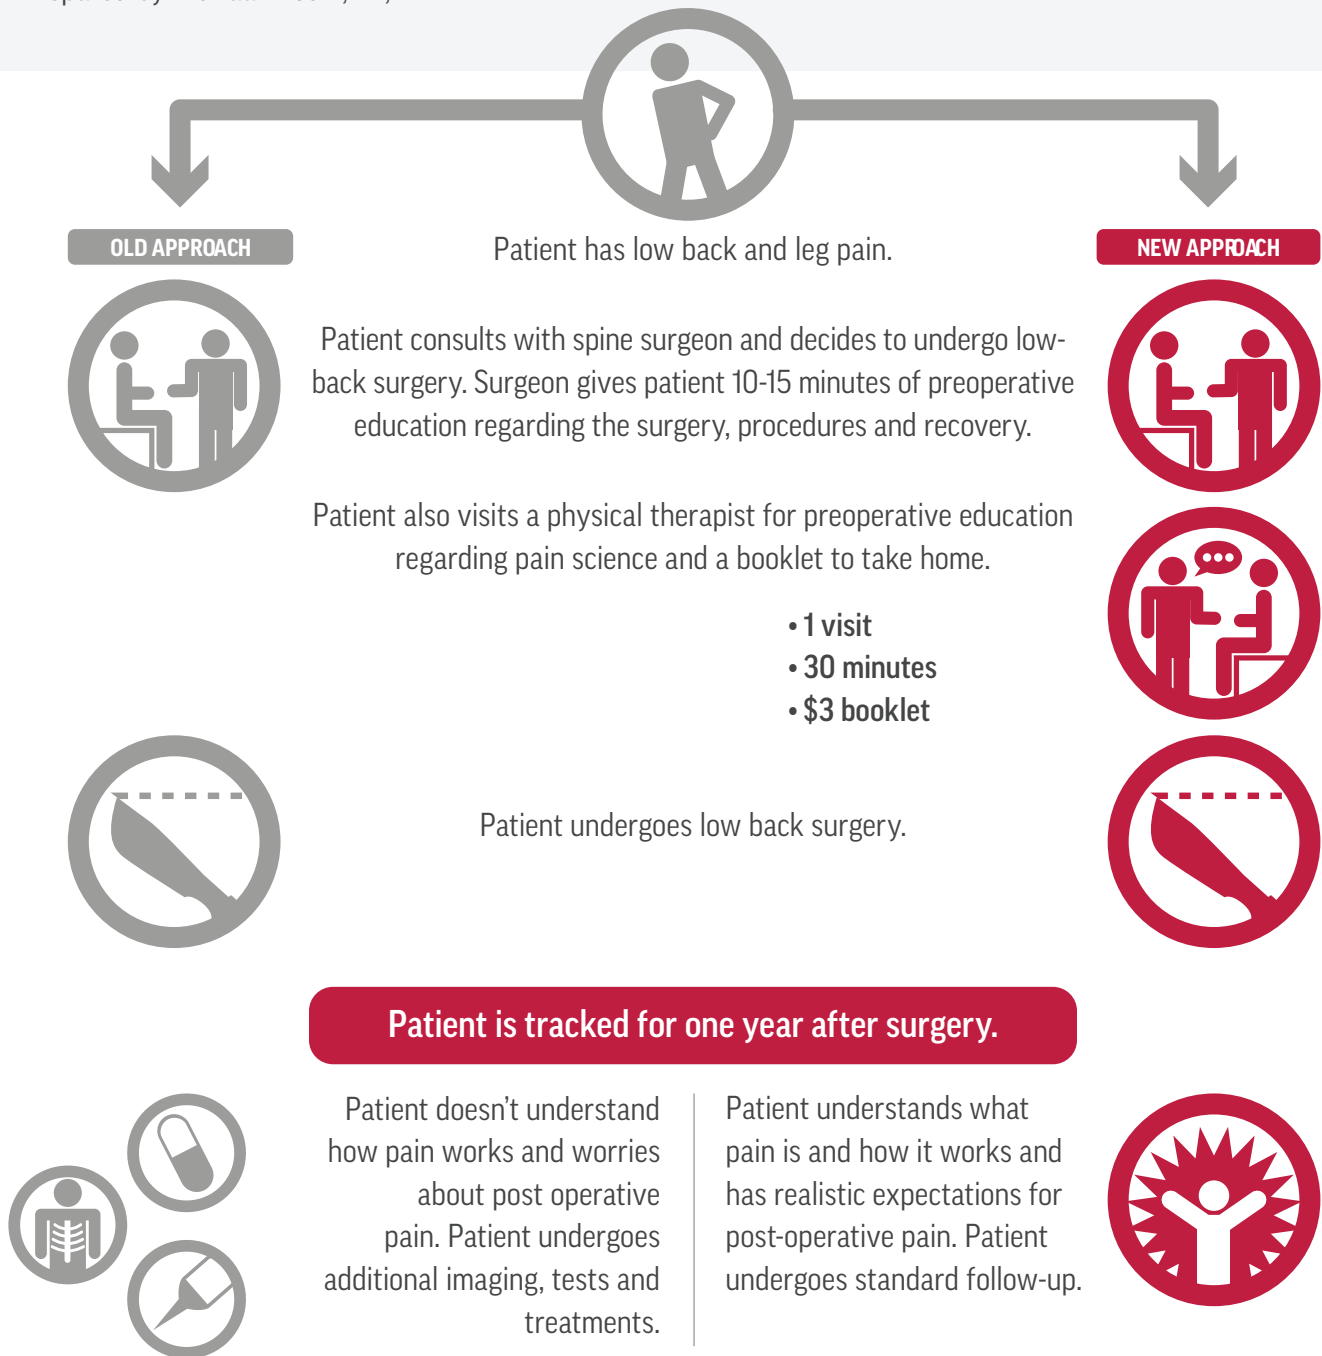 OLD APPROACH
Patient has low back and leg pain.
NEW APPROACH
Patient consults with spine surgeon and decides to undergo low-
back surgery. Surgeon gives patient 10-15 minutes of preoperative
education regarding the surgery, procedures and recovery.
Patient also visits a physical therapist for preoperative education
regarding pain science and a booklet to take home.
• 1 visit
• 30 minutes
• $3 booklet
Patient undergoes low back surgery.
Patient is tracked for one year after surgery.
Patient doesn't understand
how pain works and worries
about post operative
pain. Patient undergoes
additional imaging, tests and
treatments.
Patient understands what
pain is and how it works and
has realistic expectations for
post-operative pain. Patient
undergoes standard follow-up.